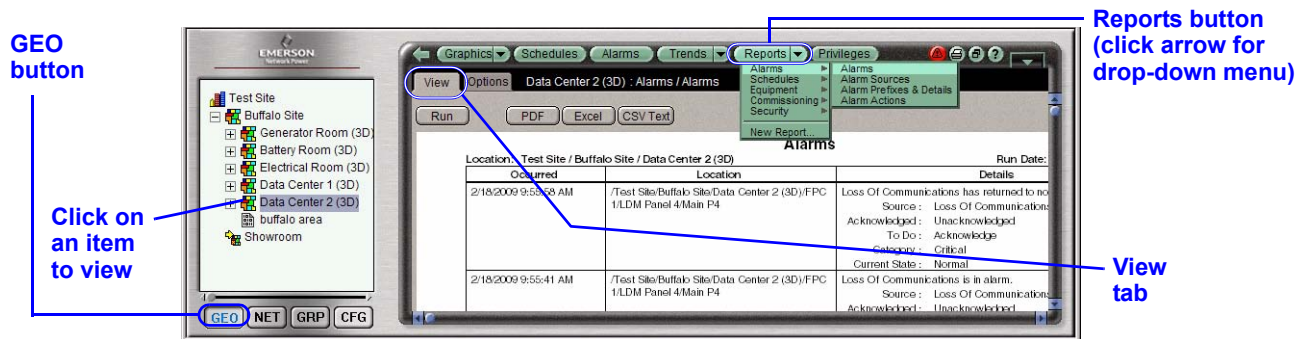 GEO
button
Reports button
(click arrow for
drop-down menu)
EMERSON
Network Power
Graphics Schedules Alarms Trends Reports Privileges
View Options Data Center 2 (3D) : Alarms / Alarms
Alarms Alarms
Schedules Alarm Sources
Equipment Alarm Prefixes & Details
Commissioning Alarm Actions
Security
New Report...
Run PDF Excel CSV Text
Test Site
Buffalo Site
Generator Room (3D)
Battery Room (3D)
Electrical Room (3D)
Data Center 1 (3D)
Data Center 2 (3D)
buffalo area
Showroom
Click on
an item
to view
Alarms
Location: Test Site / Buffalo Site / Data Center 2 (3D) Run Date:
Occurred Location Details
2/18/2009 9:55:58 AM /Test Site/Buffalo Site/Data Center 2 (3D)/FPC Loss Of Communications has returned to no
1/LDM Panel 4/Main P4 Source : Loss Of Communications
Acknowledged : Unacknowledged
To Do : Acknowledge
Category : Critical
Current State : Normal
2/18/2009 9:55:41 AM /Test Site/Buffalo Site/Data Center 2 (3D)/FPC Loss Of Communications is in alarm.
1/LDM Panel 4/Main P4 Source : Loss Of Communications
Acknowledged : Unacknowledged
View
tab
GEO NET GRP CFG